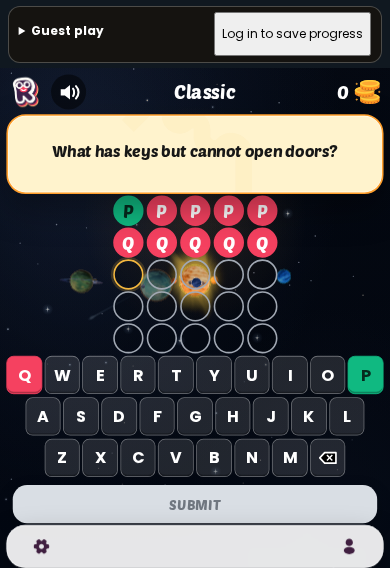 ▶ Guest play
Log in to save progress
R
Classic
0
What has keys but cannot open doors?
P P P P P
Q Q Q Q Q
Q W E R T Y U I O P
A S D F G H J K L
Z X C V B N M
SUBMIT